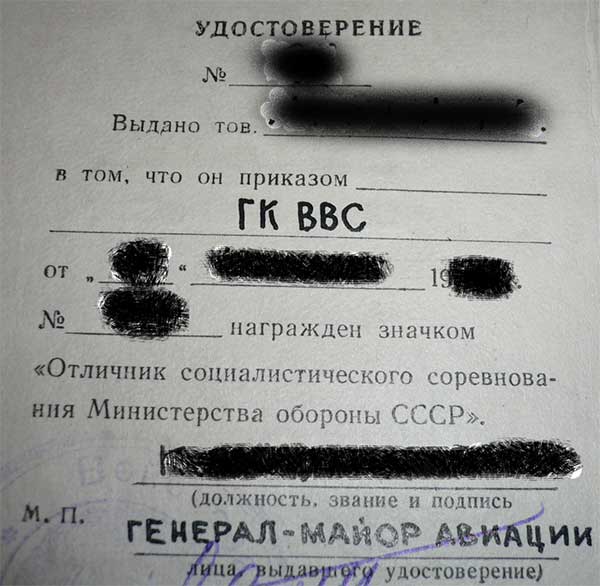 УДОСТОВЕРЕНИЕ
№
Выдано тов.
в том, что он приказом
ГК ВВС
от „ “ 19 .
№ награжден значком
«Отличник социалистического соревнова-
ния Министерства обороны СССР».
(должность, звание и подпись
М. П. ГЕНЕРАЛ-МАЙОР АВИАЦИИ
лица, выдавшего удостоверение)